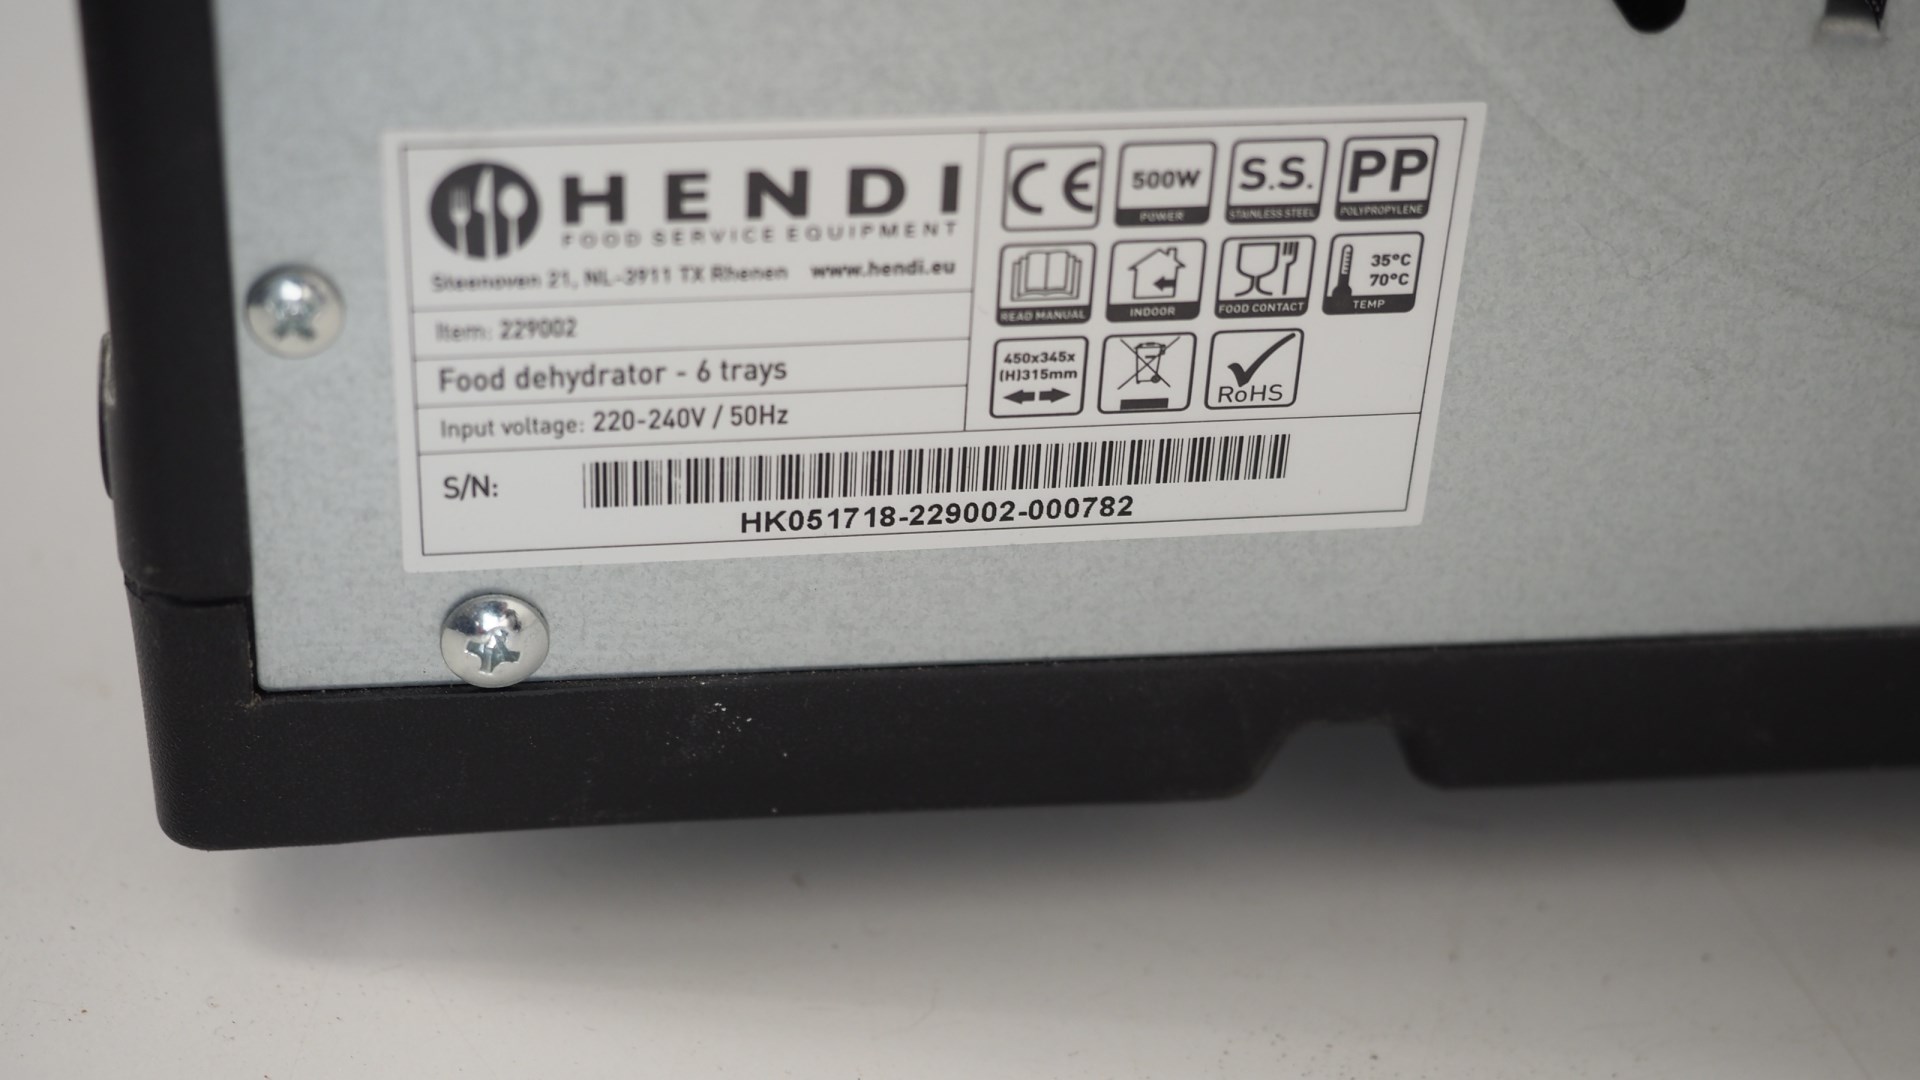 HENDI
FOOD SERVICE EQUIPMENT
Steenoven 21, NL-3911 TX Rhenen www.hendi.eu
Item: 229002
Food dehydrator - 6 trays
Input voltage: 220-240V / 50Hz
CE
500W
POWER
S.S.
STAINLESS STEEL
PP
POLYPROPYLENE
READ MANUAL
INDOOR
FOOD CONTACT
35°C
70°C
TEMP
450x345x
(H)315mm
RoHS
S/N:
HK051718-229002-000782